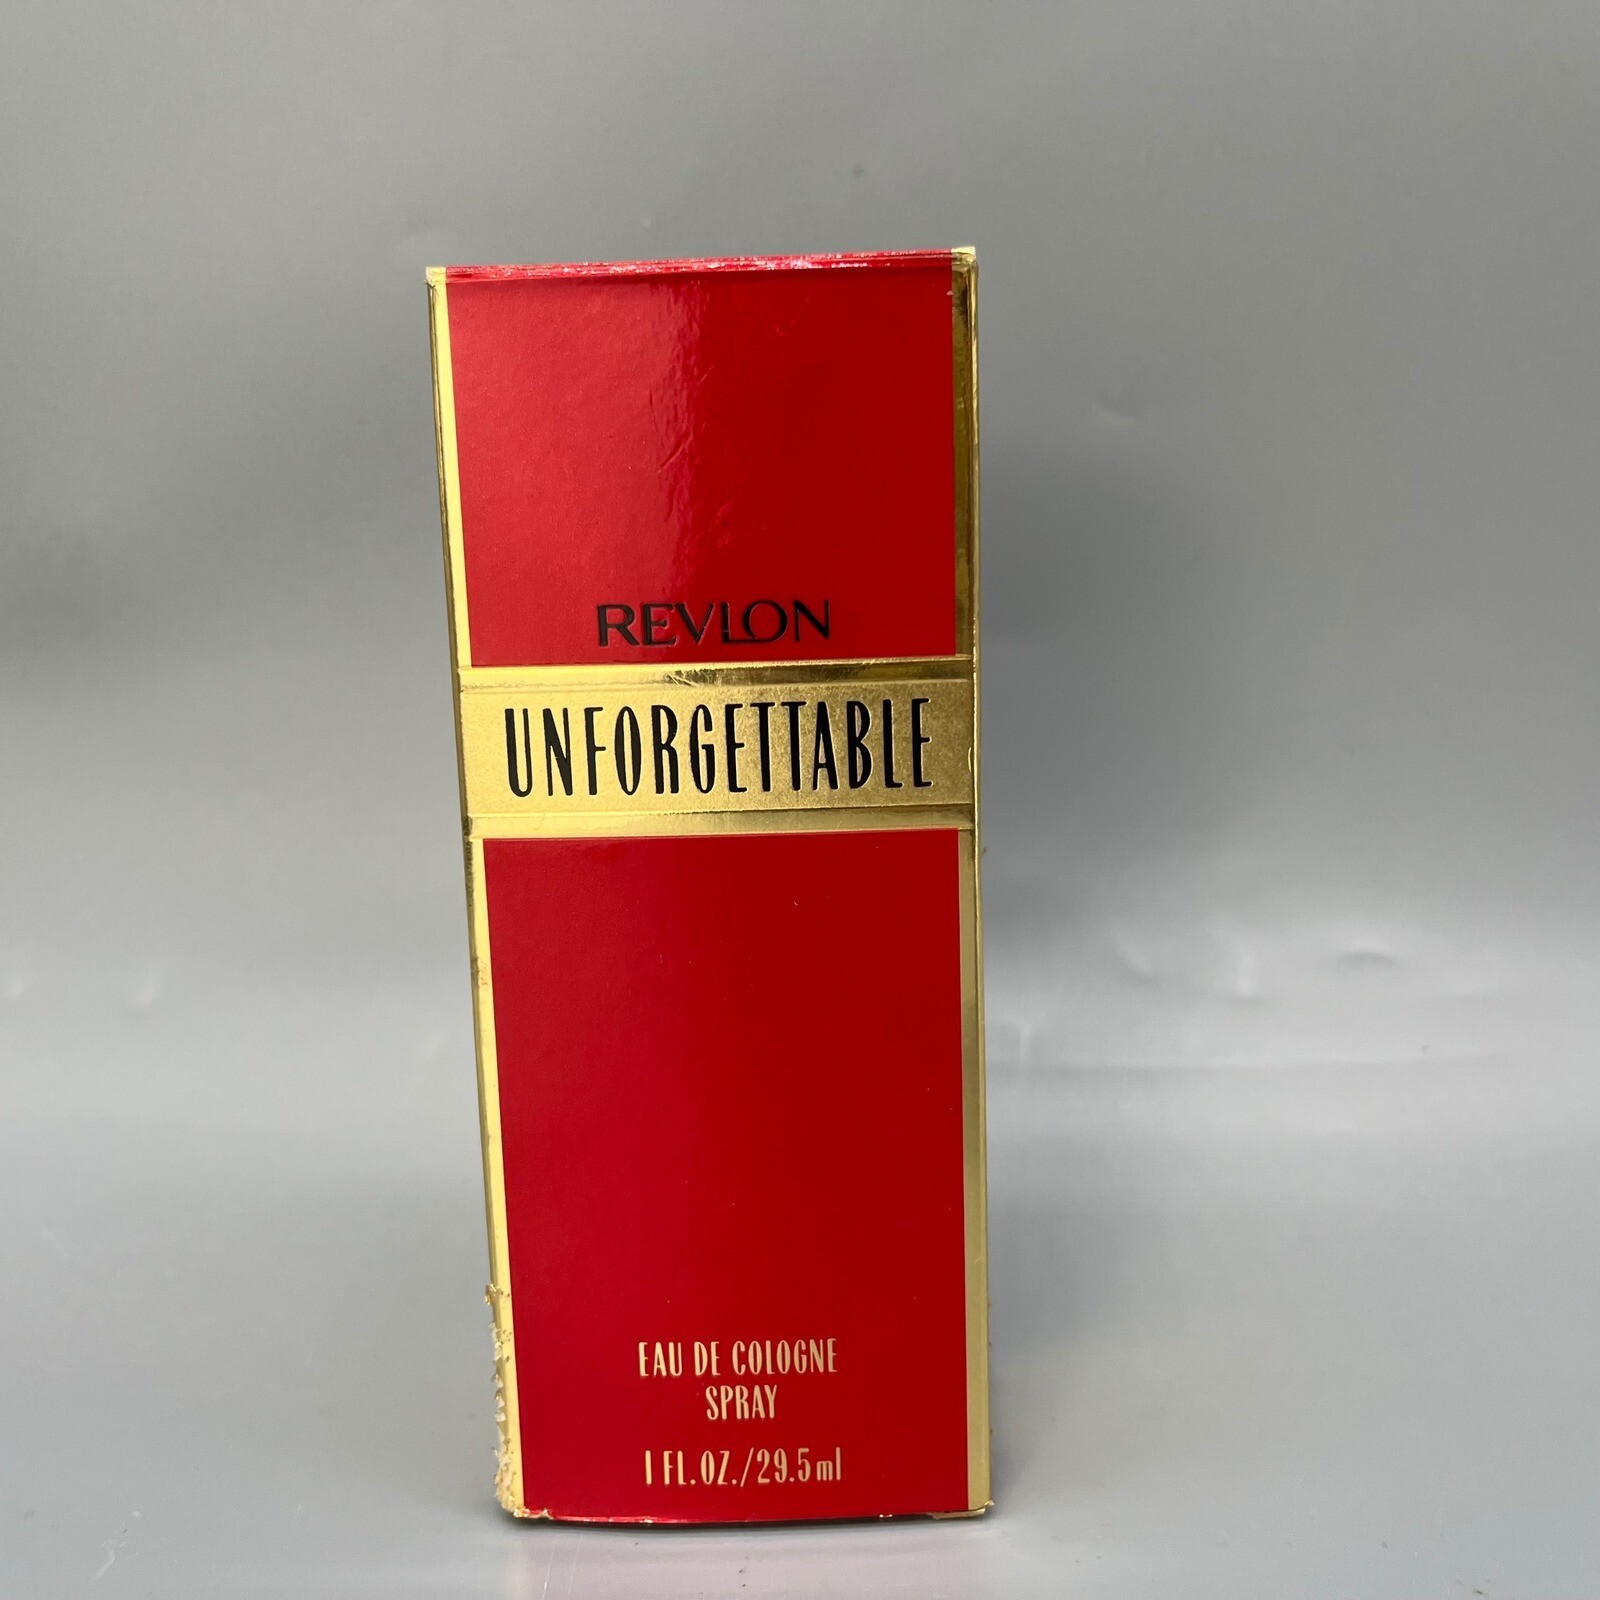 REVLON
UNFORGETTABLE
EAU DE COLOGNE
SPRAY
1 FL.OZ./29.5ml